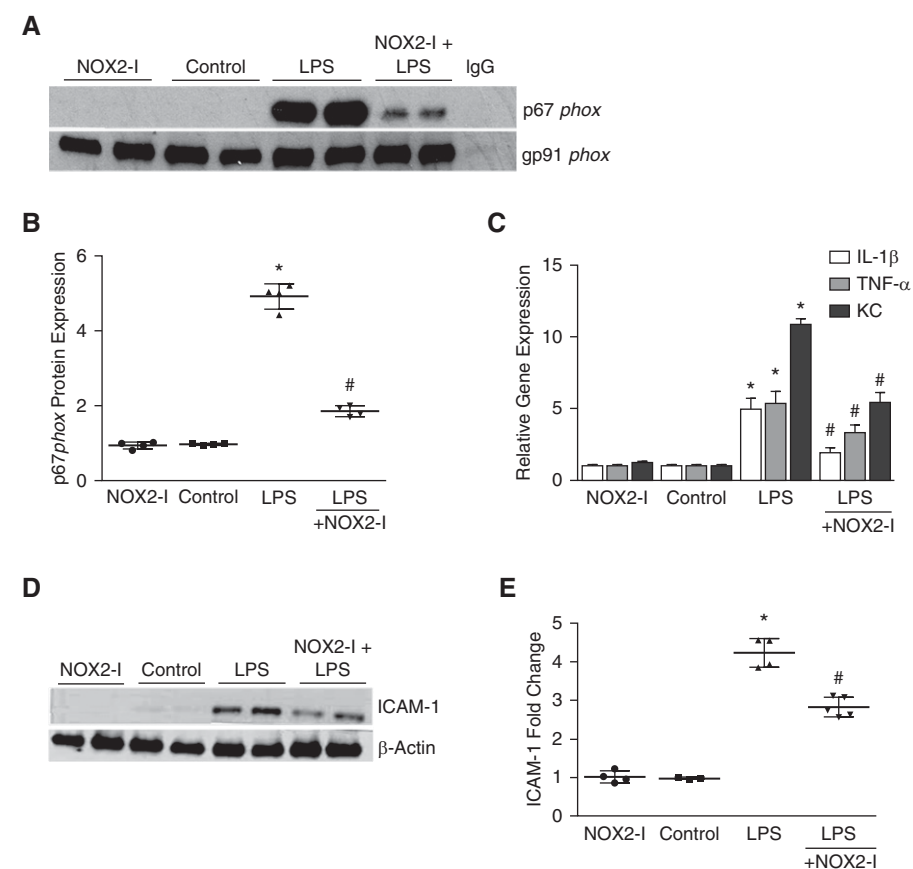 A
NOX2-I Control LPS NOX2-I + LPS IgG
p67 phox
gp91 phox
B
p67phox Protein Expression
6
4
2
0
*
#
NOX2-I Control LPS LPS
+NOX2-I
C
Relative Gene Expression
15
10
5
0
IL-1β
TNF-α
KC
* * *
# # #
NOX2-I Control LPS LPS
+NOX2-I
D
NOX2-I Control LPS NOX2-I + LPS
ICAM-1
β-Actin
E
ICAM-1 Fold Change
5
4
3
2
1
0
*
#
NOX2-I Control LPS LPS
+NOX2-I